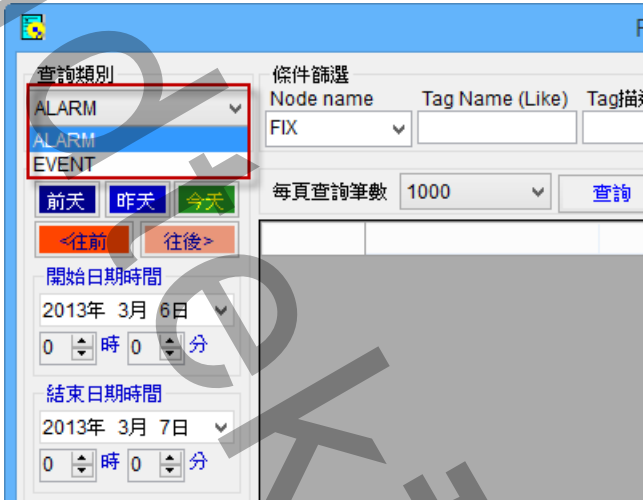 查詢類別
ALARM
ALARM
EVENT
前天 昨天 今天
<往前 往後>
開始日期時間
2013年 3月 6日
0 時 0 分
結束日期時間
2013年 3月 7日
0 時 0 分
條件篩選
Node name Tag Name (Like) Tag描
FIX
每頁查詢筆數 1000 查詢